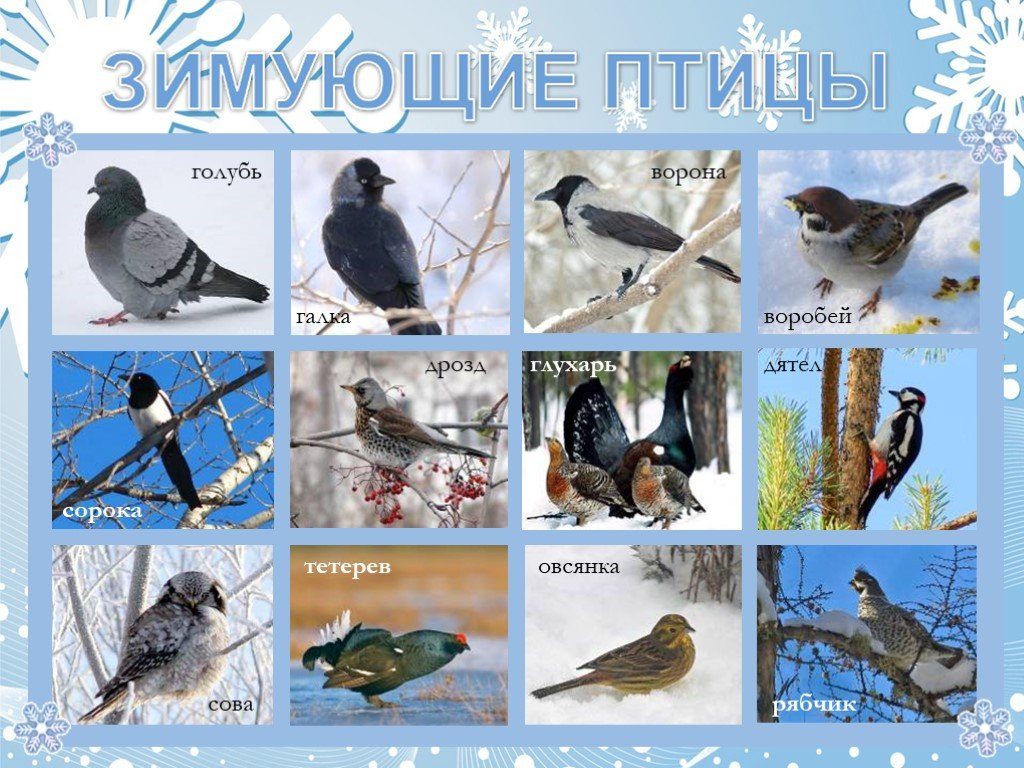 ЗИМУЮЩИЕ ПТИЦЫ
голубь
галка
ворона
воробей
сорока
дрозд
глухарь
дятел
сова
тетерев
овсянка
рябчик